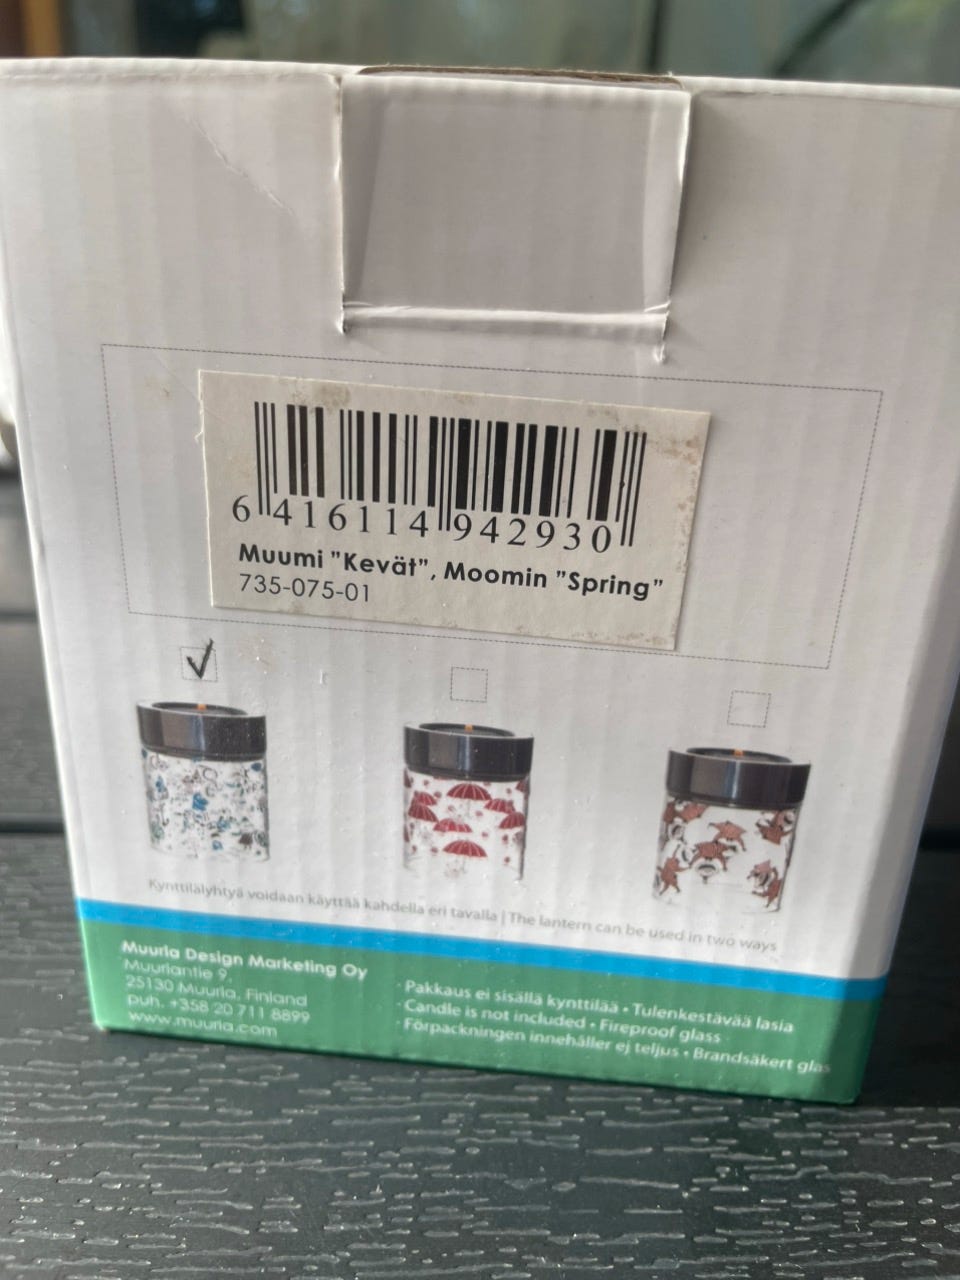 6 416114 942930
Muumi "Kevät", Moomin "Spring"
735-075-01
Kynttilälyhtyä voidaan käyttää kahdella eri tavalla | The lantern can be used in two ways
Muurla Design Marketing Oy
Muurlantie 9,
25130 Muurla, Finland
puh. +358 20 711 8899
www.muurla.com
· Pakkaus ei sisällä kynttilää • Tulenkestävää lasia
· Candle is not included • Fireproof glass
· Förpackningen innehåller ej teljus • Brandsäkert glas